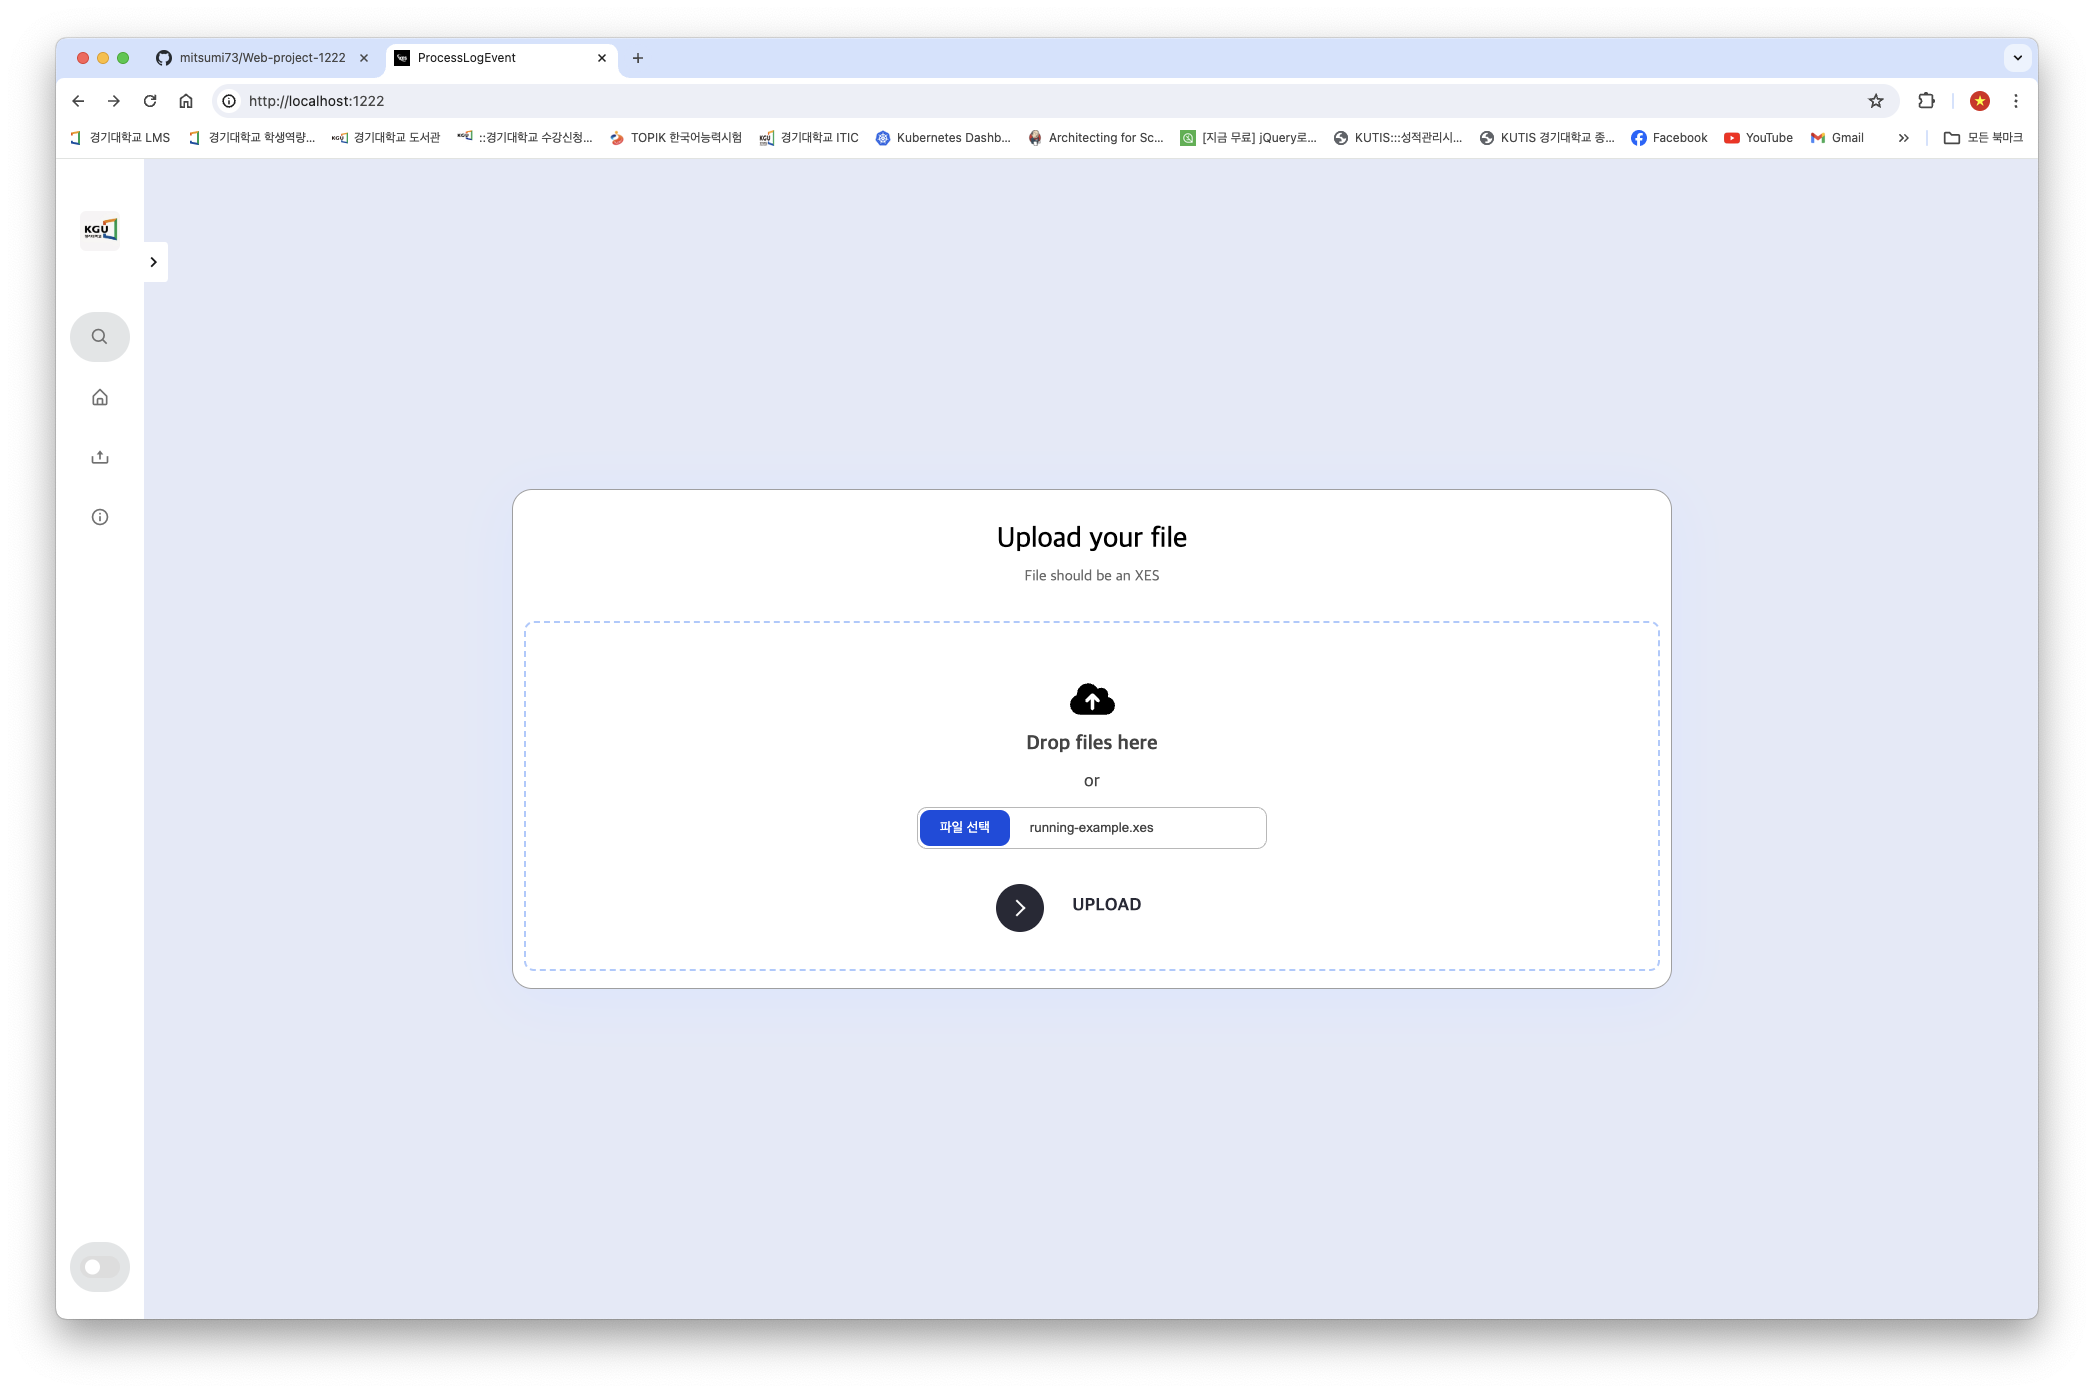 mitsumi73/Web-project-1222
ProcessLogEvent
http://localhost:1222
경기대학교 LMS
경기대학교 학생역량...
경기대학교 도서관
::경기대학교 수강신청...
TOPIK 한국어능력시험
경기대학교 ITIC
Kubernetes Dashb...
Architecting for Sc...
[지금 무료] jQuery로...
KUTIS:::성적관리시...
KUTIS 경기대학교 종...
Facebook
YouTube
Gmail
모든 북마크
KGU
Upload your file
File should be an XES
Drop files here
or
파일 선택
running-example.xes
UPLOAD